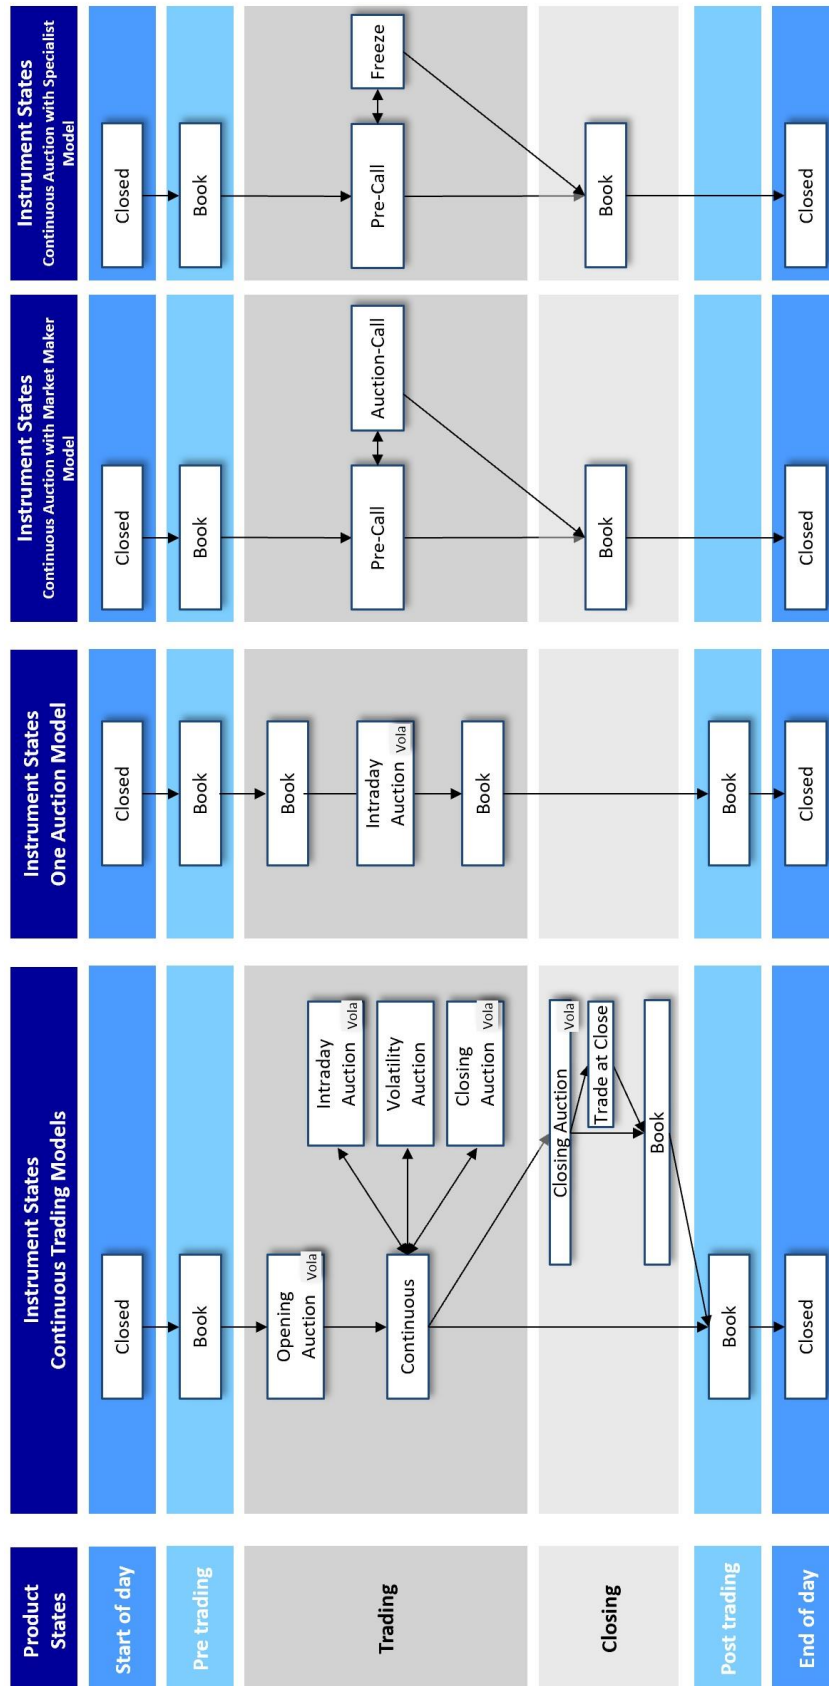 Product
States
Instrument States
Continuous Trading Models
Instrument States
One Auction Model
Instrument States
Continuous Auction with Market Maker
Model
Instrument States
Continuous Auction with Specialist
Model
Start of day
Closed
Closed
Closed
Closed
Pre trading
Book
Book
Book
Book
Trading
Opening
Auction
Vola
Continuous
Intraday
Auction
Vola
Volatility
Auction
Closing
Auction
Vola
Book
Intraday
Auction
Vola
Book
Pre-Call
Auction-Call
Pre-Call
Freeze
Closing
Closing Auction
Vola
Trade at Close
Book
Book
Book
Post trading
Book
Book
End of day
Closed
Closed
Closed
Closed